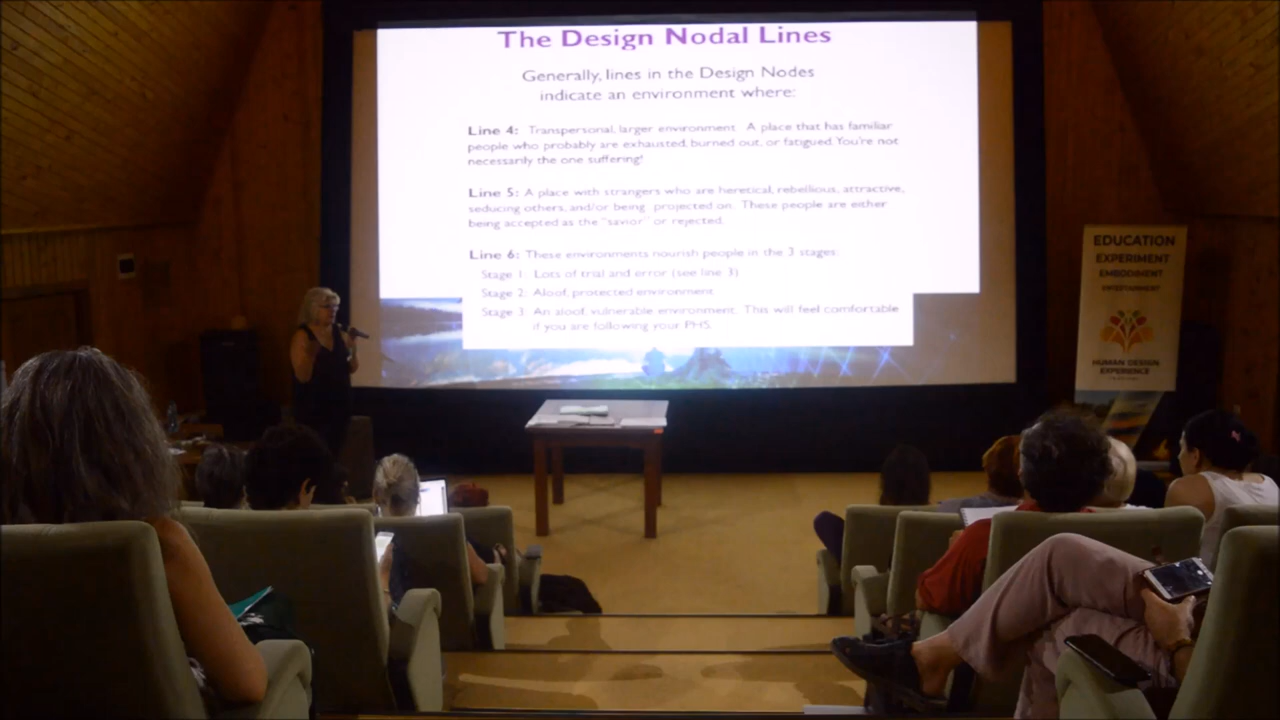 The Design Nodal Lines
Generally, lines in the Design Nodes
indicate an environment where:
Line 4: Transpersonal, larger environment. A place that has familiar
people who probably are exhausted, burned out, or fatigued. You're not
necessarily the one suffering!
Line 5: A place with strangers who are heretical, rebellious, attractive,
seducing others, and/or being projected on. These people are either
being accepted as the "savior" or rejected.
Line 6: These environments nourish people in the 3 stages:
Stage 1: Lots of trial and error (see line 3)
Stage 2: Aloof, protected environment
Stage 3: An aloof, vulnerable environment. This will feel comfortable
if you are following your PHS.
EDUCATION
EXPERIMENT
EMBODIMENT
ENTERTAINMENT
HUMAN DESIGN
EXPERIENCE